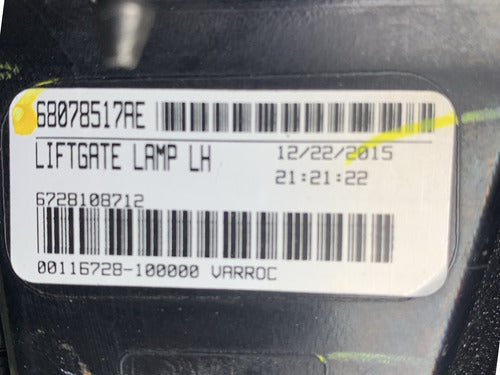 68078517AE
LIFTGATE LAMP LH 12/22/2015
21:21:22
6728108712
00116728-100000 VARROC